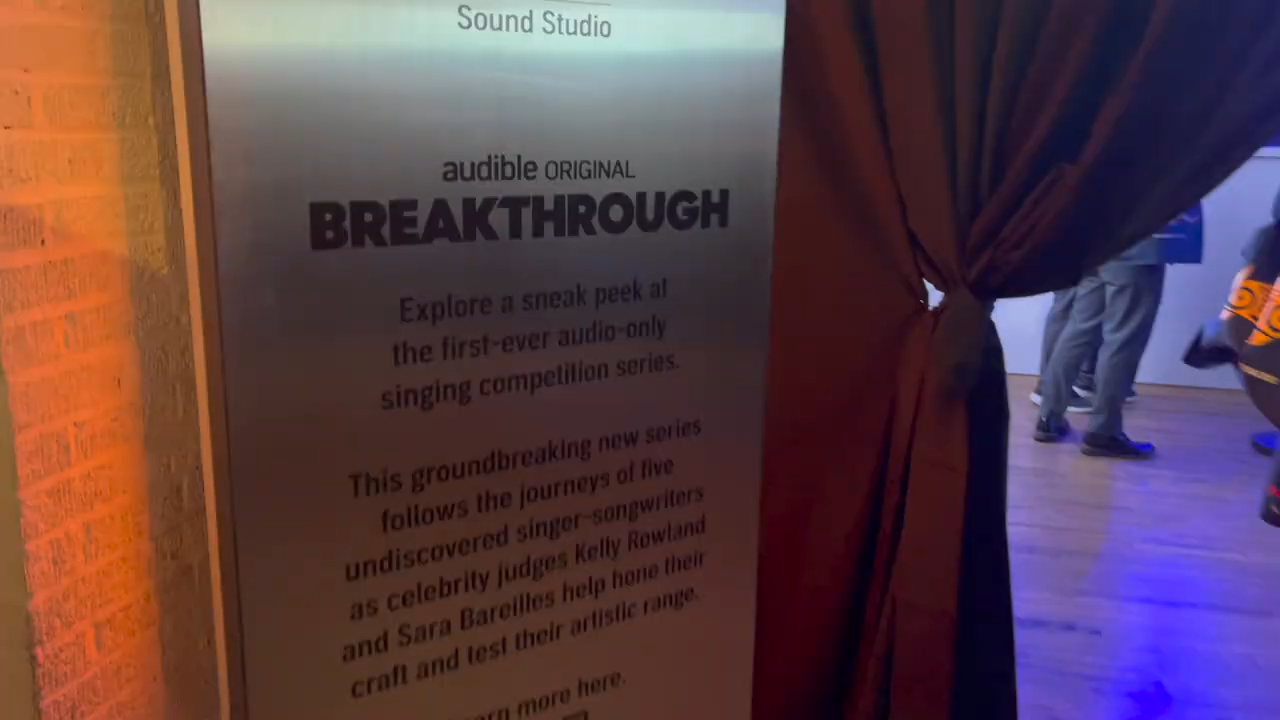 Sound Studio
audible ORIGINAL
BREAKTHROUGH
Explore a sneak peek at
the first-ever audio-only
singing competition series.
This groundbreaking new series
follows the journeys of five
undiscovered singer-songwriters
as celebrity judges Kelly Rowland
and Sara Bareilles help hone their
craft and test their artistic range.
more here.